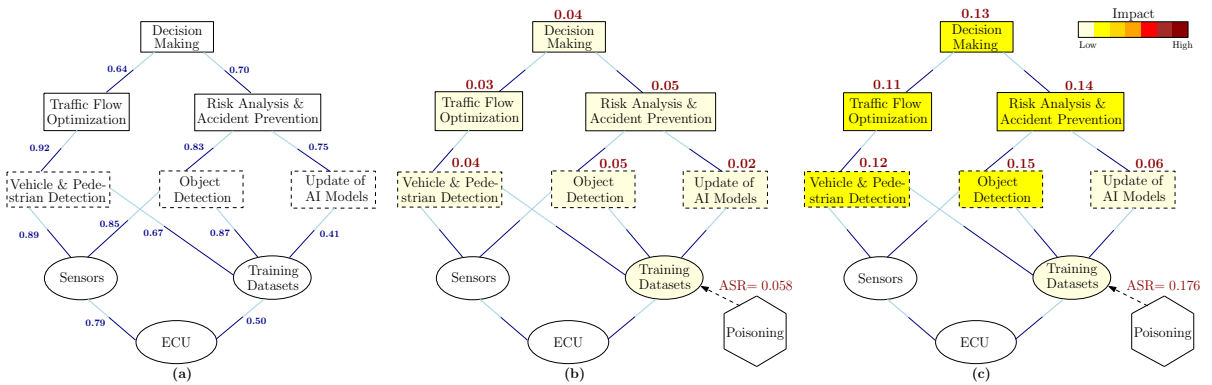 Decision
Making
0.64
0.70
Traffic Flow
Optimization
Risk Analysis &
Accident Prevention
0.92
0.83
0.75
Vehicle & Pede-
strian Detection
Object
Detection
Update of
AI Models
0.89
0.85
0.67
0.87
0.41
Sensors
Training
Datasets
0.79
0.50
ECU
(a)
0.04
Decision
Making
0.03
Traffic Flow
Optimization
0.05
Risk Analysis &
Accident Prevention
0.04
Vehicle & Pede-
strian Detection
0.05
Object
Detection
0.02
Update of
AI Models
Sensors
Training
Datasets
ASR= 0.058
Poisoning
ECU
(b)
0.13
Decision
Making
Impact
Low
High
0.11
Traffic Flow
Optimization
0.14
Risk Analysis &
Accident Prevention
0.12
Vehicle & Pede-
strian Detection
0.15
Object
Detection
0.06
Update of
AI Models
Sensors
Training
Datasets
ASR= 0.176
Poisoning
ECU
(c)